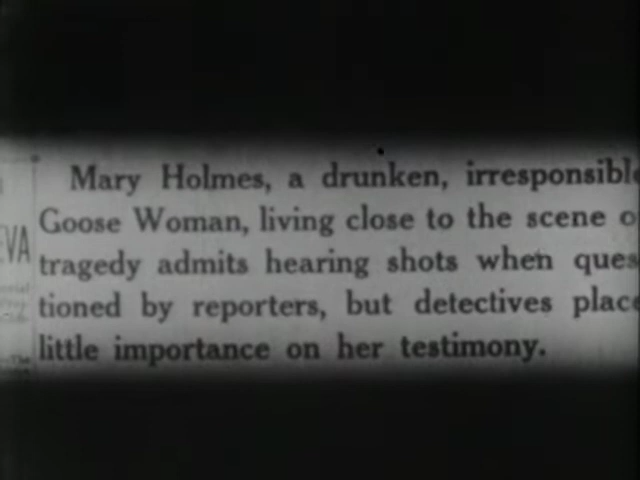 Mary Holmes, a drunken, irresponsible
Goose Woman, living close to the scene o
tragedy admits hearing shots when ques
tioned by reporters, but detectives place
little importance on her testimony.
VA